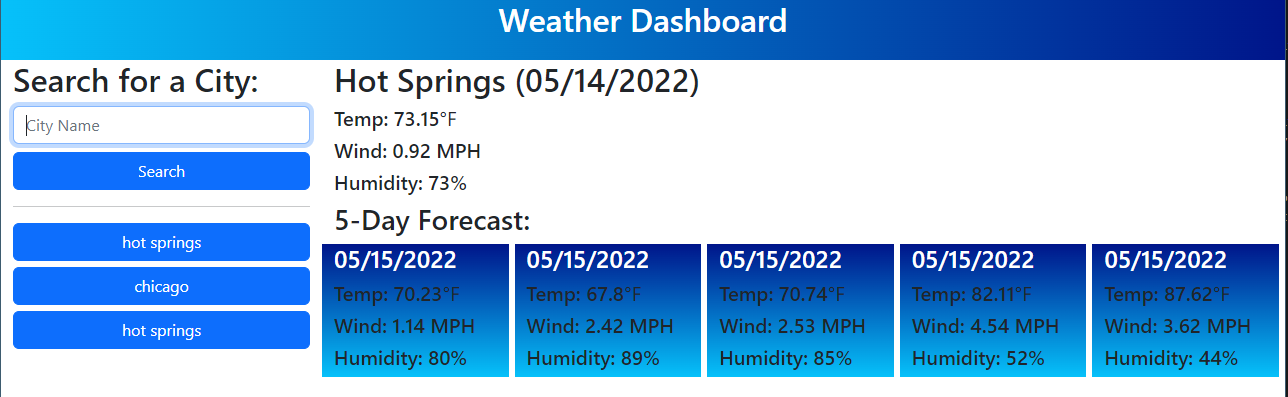 Weather Dashboard
Search for a City:
City Name
Search
hot springs
chicago
hot springs
Hot Springs (05/14/2022)
Temp: 73.15°F
Wind: 0.92 MPH
Humidity: 73%
5-Day Forecast:
05/15/2022
Temp: 70.23°F
Wind: 1.14 MPH
Humidity: 80%
05/15/2022
Temp: 67.8°F
Wind: 2.42 MPH
Humidity: 89%
05/15/2022
Temp: 70.74°F
Wind: 2.53 MPH
Humidity: 85%
05/15/2022
Temp: 82.11°F
Wind: 4.54 MPH
Humidity: 52%
05/15/2022
Temp: 87.62°F
Wind: 3.62 MPH
Humidity: 44%